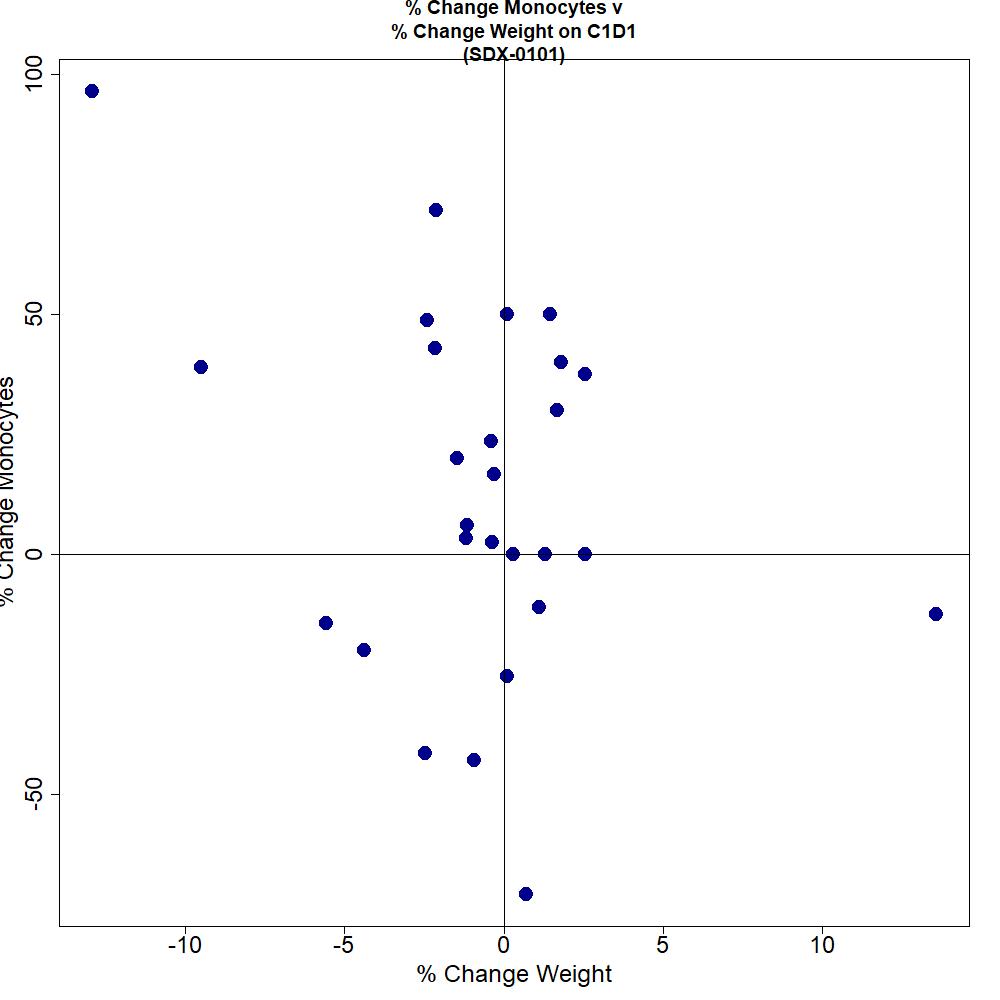 % Change Monocytes v
% Change Weight on C1D1
(SDX-0101)
100
50
0
-50
% Change Monocytes
-10
-5
0
5
10
% Change Weight